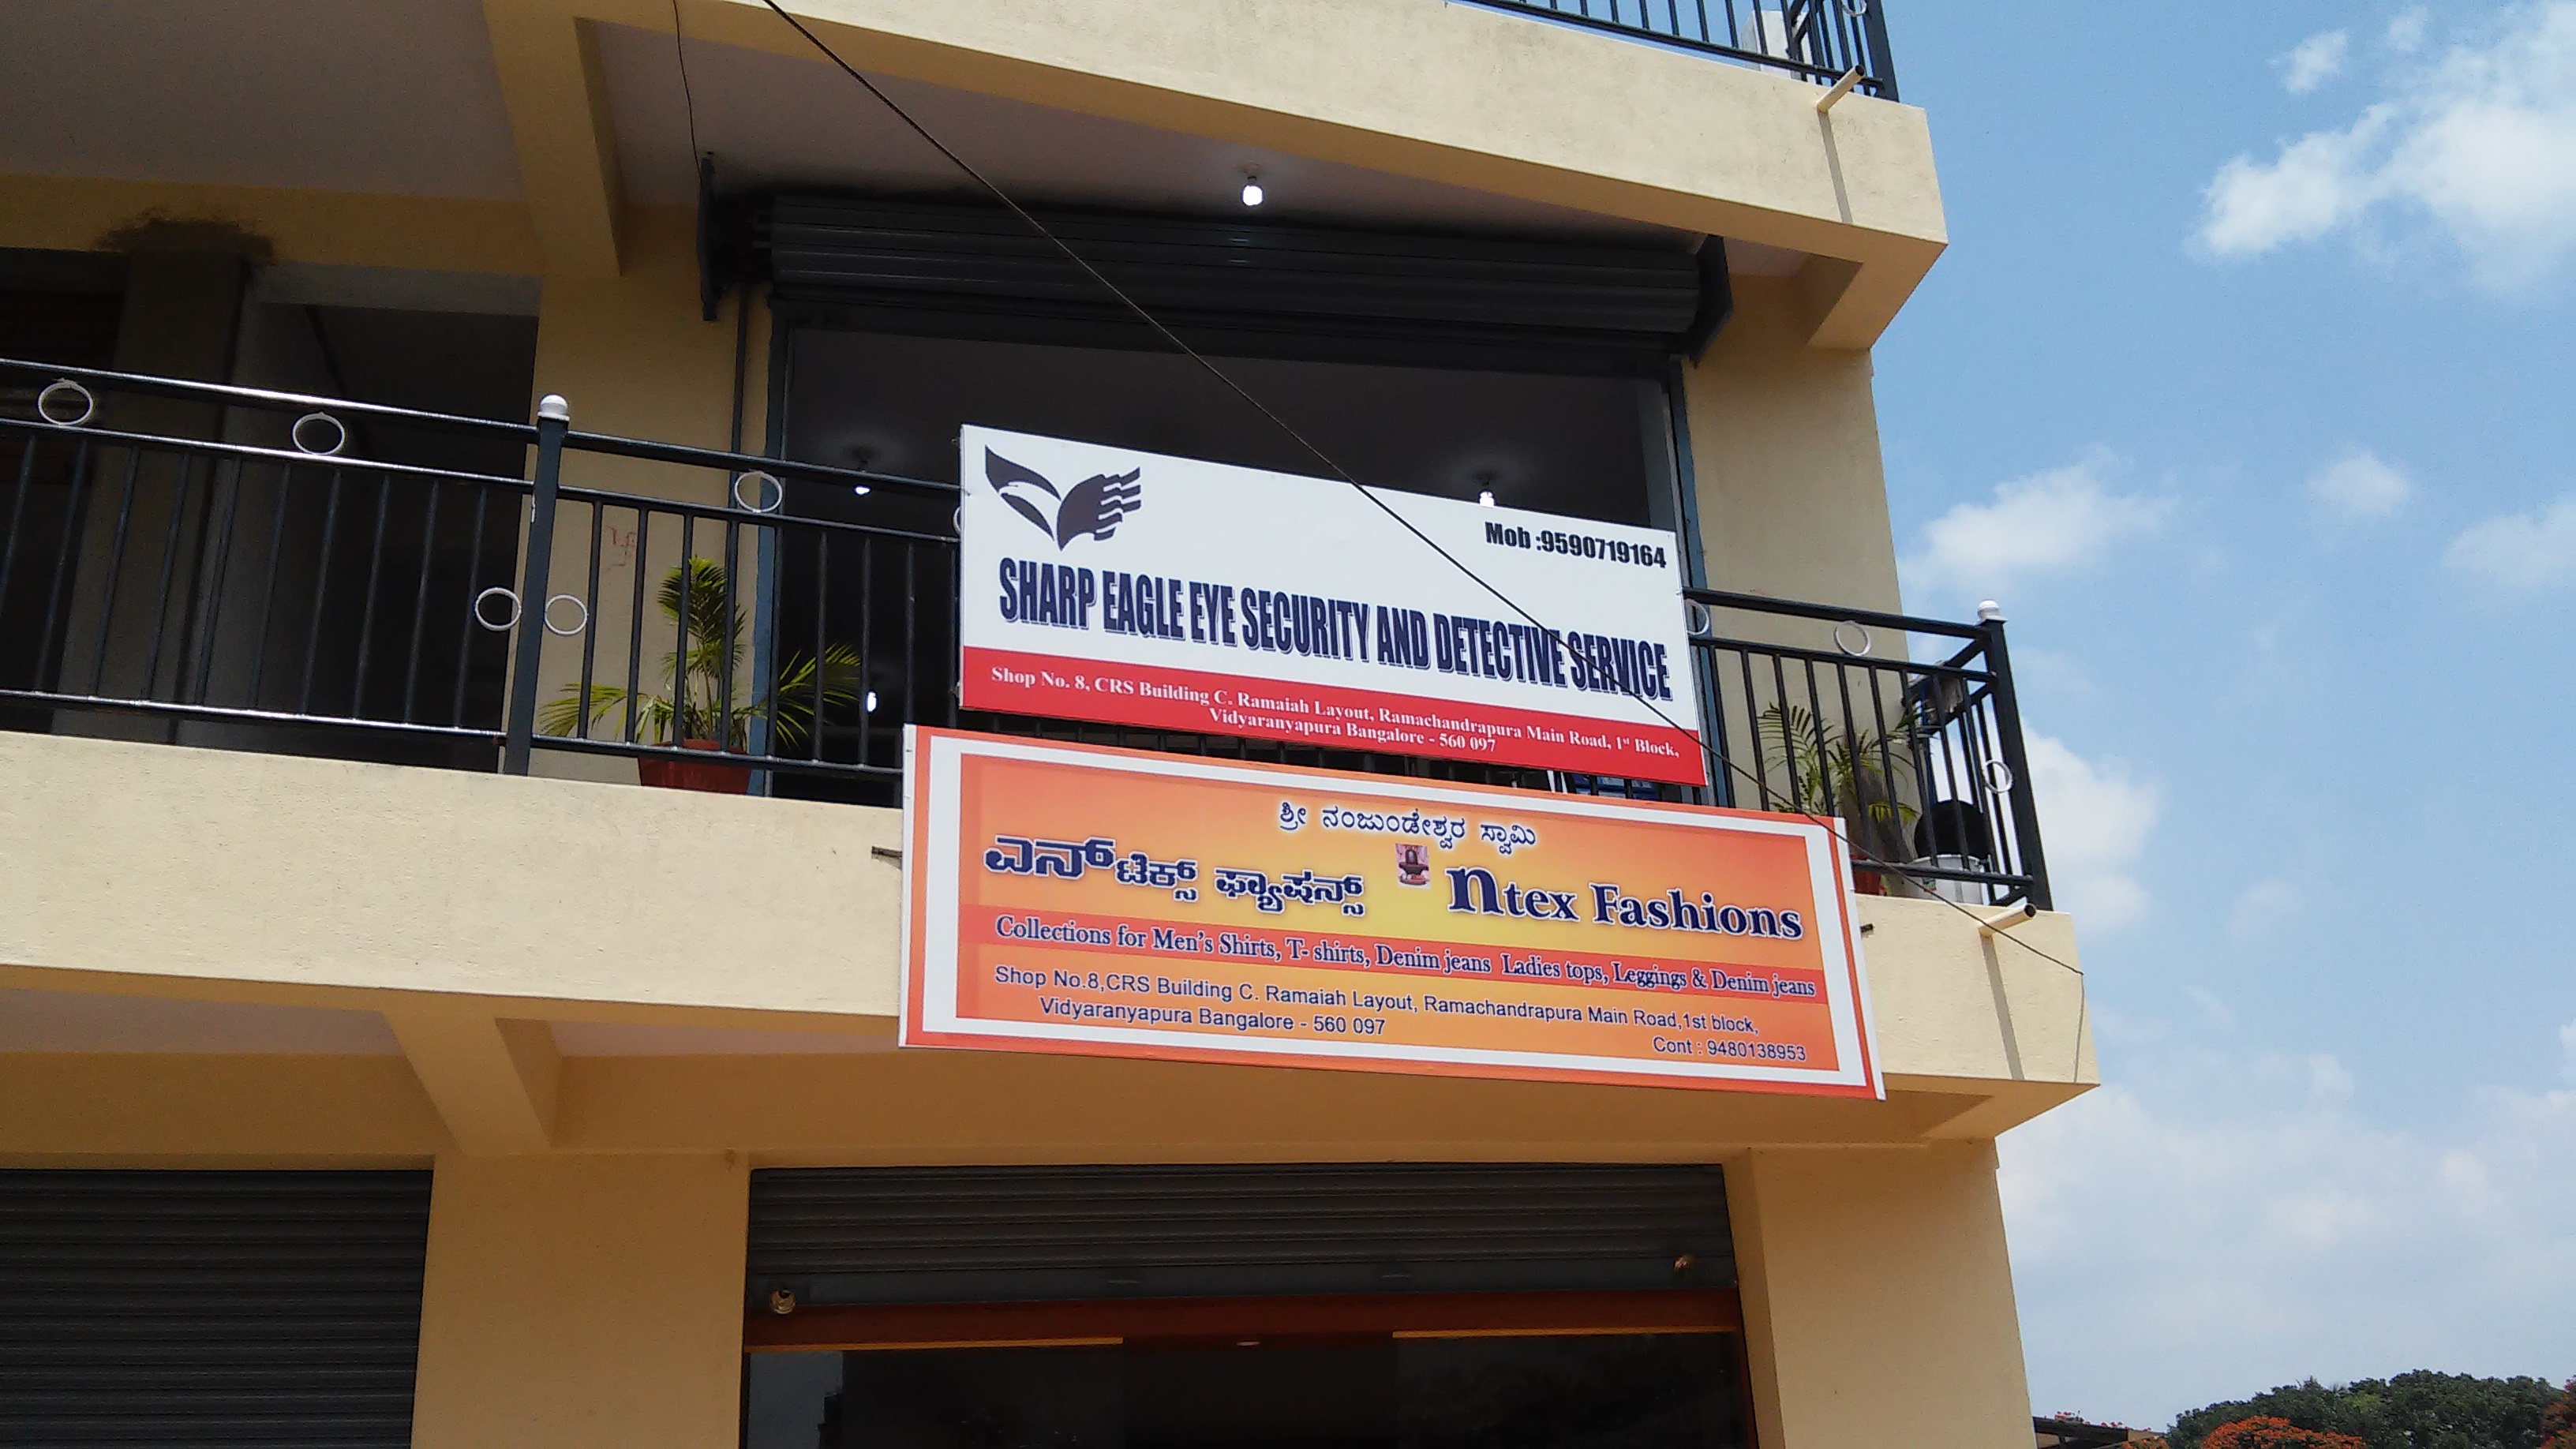 Mob :9590719164
SHARP EAGLE EYE SECURITY AND DETECTIVE SERVICE
Shop No. 8, CRS Building C. Ramaiah Layout, Ramachandrapura Main Road, 1st Block,
Vidyaranyapura Bangalore - 560 097
ಶ್ರೀ ನಂಜುಂಡೇಶ್ವರ ಸ್ವಾಮಿ
ಎನ್‌ಟೆಕ್ಸ್ ಫ್ಯಾಷನ್ಸ್ ntex Fashions
Collections for Men's Shirts, T- shirts, Denim jeans Ladies tops, Leggings & Denim jeans
Shop No.8,CRS Building C. Ramaiah Layout, Ramachandrapura Main Road,1st block,
Vidyaranyapura Bangalore - 560 097
Cont : 9480138953